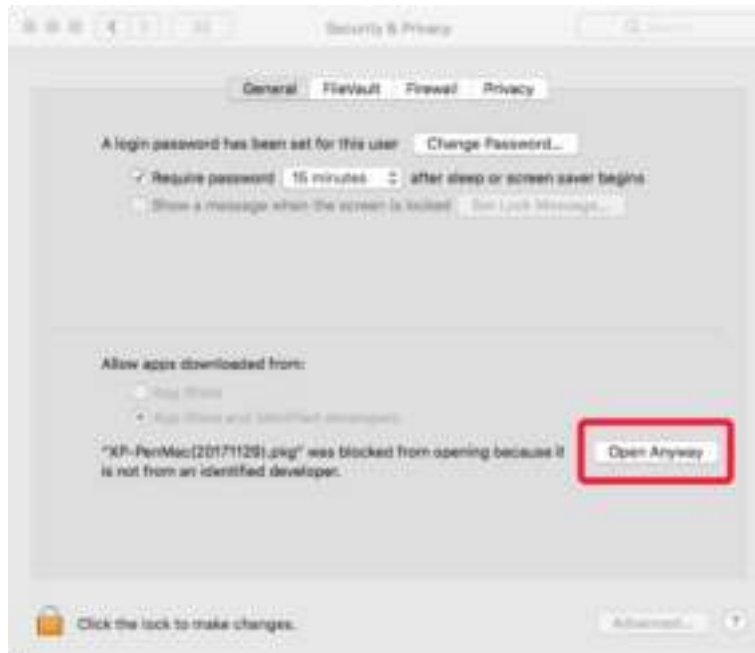 Security & Privacy
General FileVault Firewall Privacy
A login password has been set for this user Change Password...
Require password 15 minutes after sleep or screen saver begins
Show a message when the screen is locked Set Lock Message...
Allow apps downloaded from:
App Store
App Store and identified developers
"XP-PenMac(20171129).pkg" was blocked from opening because it Open Anyway
is not from an identified developer.
Click the lock to make changes. Advanced... ?